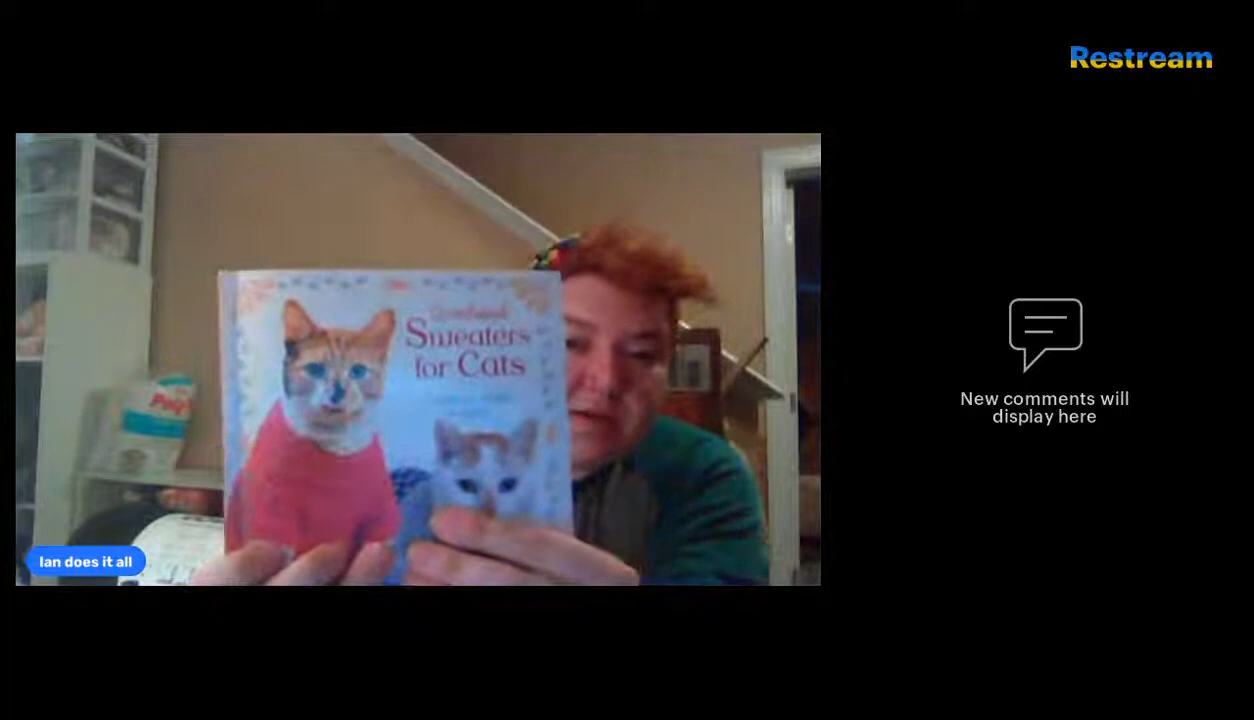 Restream
Sweaters
for Cats
New comments will
display here
Ian does it all